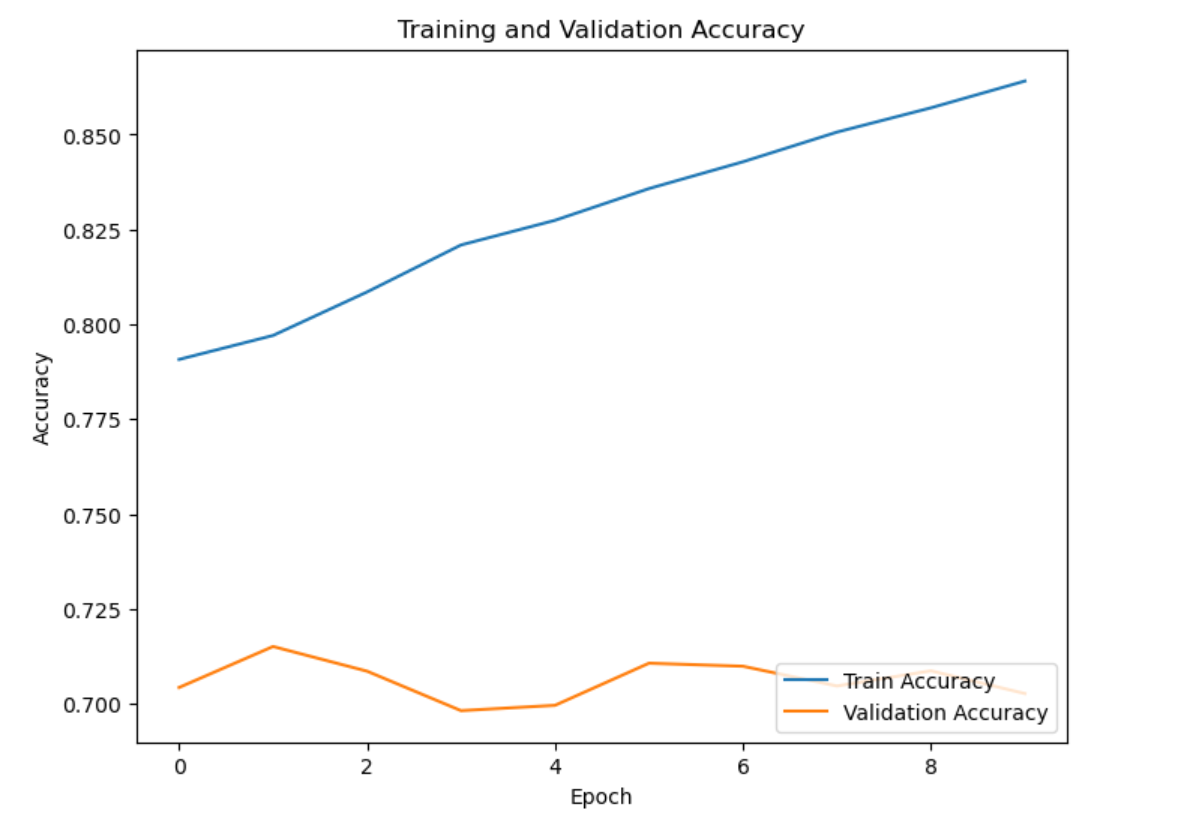 Training and Validation Accuracy
Accuracy
0.850
0.825
0.800
0.775
0.750
0.725
0.700
Train Accuracy
Validation Accuracy
0 2 4 6 8
Epoch